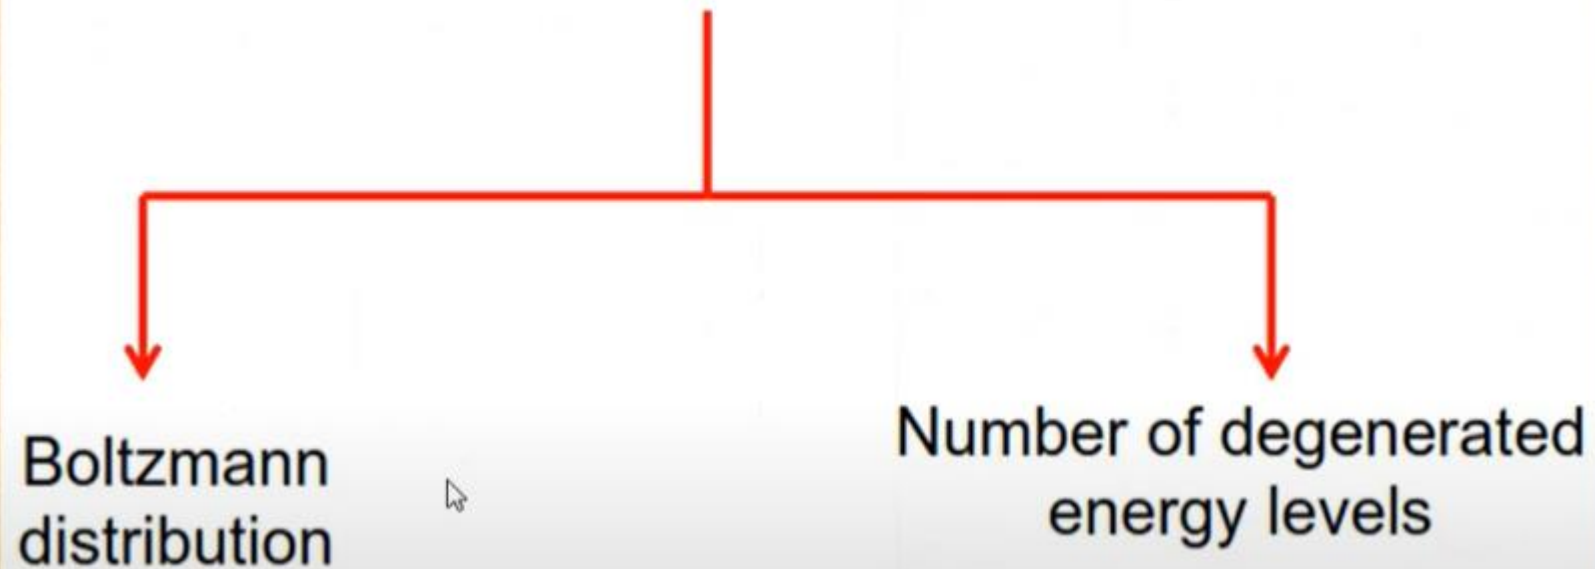 Boltzmann
distribution
Number of degenerated
energy levels